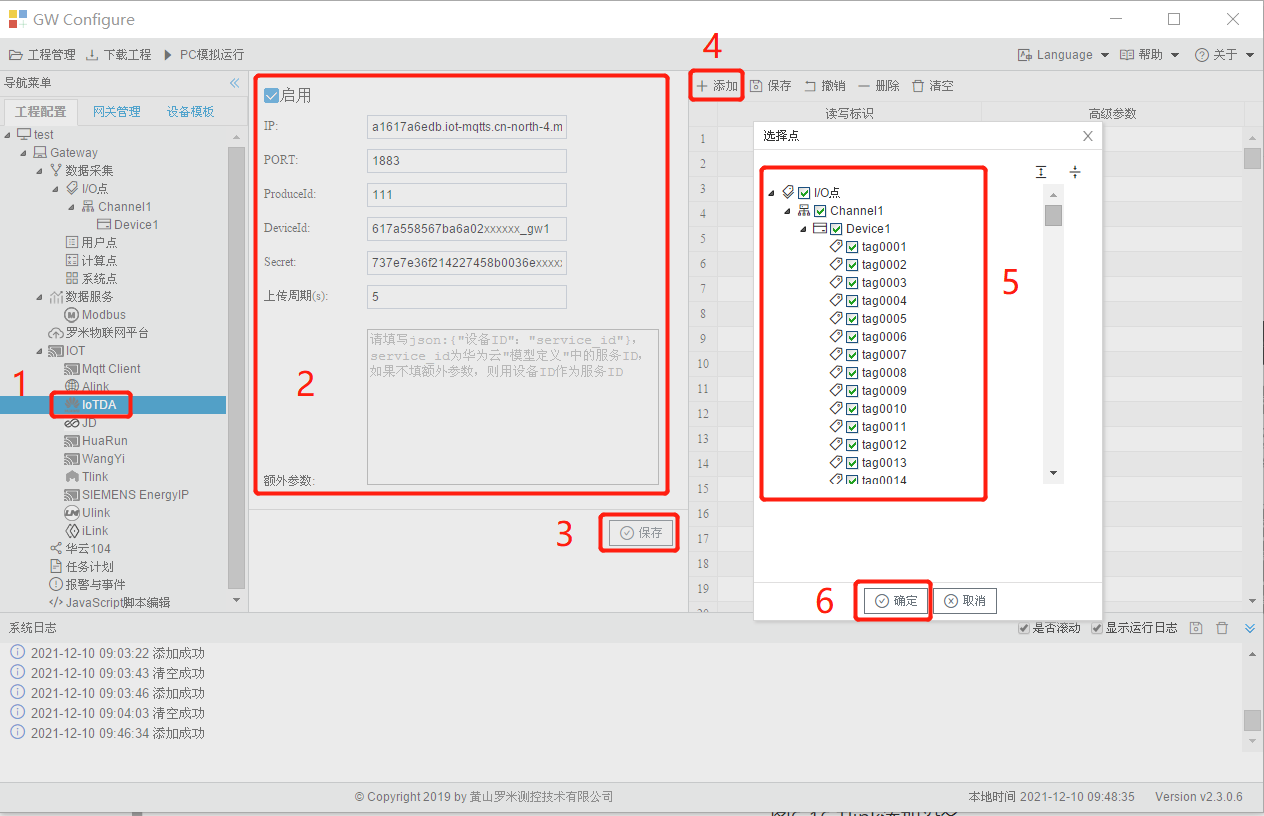 GW Configure
工程管理 下载工程 PC模拟运行
Language 帮助 关于
导航菜单
工程配置 网关管理 设备模板
test
Gateway
数据采集
I/O点
Channel1
Device1
用户点
计算点
系统点
数据服务
Modbus
罗米物联网平台
IOT
Mqtt Client
Alink
1
IoTDA
JD
HuaRun
WangYi
Tlink
SIEMENS EnergyIP
Ulink
iLink
华云104
任务计划
报警与事件
JavaScript脚本编辑
启用
IP: a1617a6edb.iot-mqtts.cn-north-4.m
PORT: 1883
ProduceId: 111
DeviceId: 617a558567ba6a02xxxxxx_gw1
Secret: 737e7e36f214227458b0036exxxx
上传周期(s): 5
请填写json:{"设备ID": "service_id"},
service_id为华为云"模型定义"中的服务ID,
如果不填额外参数, 则用设备ID作为服务ID
2
额外参数:
3
保存
4
添加 保存 撤销 删除 清空
读写标识 高级参数
1
2
3
4
5
6
7
8
9
10
11
12
13
14
15
16
17
18
19
选择点
I/O点
Channel1
Device1
tag0001
tag0002
tag0003
tag0004
tag0005
tag0006
tag0007
tag0008
tag0009
tag0010
tag0011
tag0012
tag0013
tag0014
5
6
确定 取消
系统日志 是否滚动 显示运行日志
2021-12-10 09:03:22 添加成功
2021-12-10 09:03:43 清空成功
2021-12-10 09:03:46 添加成功
2021-12-10 09:04:03 清空成功
2021-12-10 09:46:34 添加成功
© Copyright 2019 by 黄山罗米测控技术有限公司
本地时间 2021-12-10 09:48:35 Version v2.3.0.6